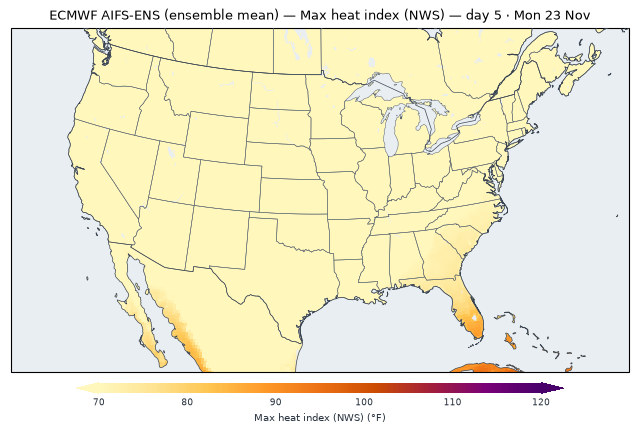 ECMWF AIFS-ENS (ensemble mean) — Max heat index (NWS) — day 5 · Mon 23 Nov
70 80 90 100 110 120
Max heat index (NWS) (°F)